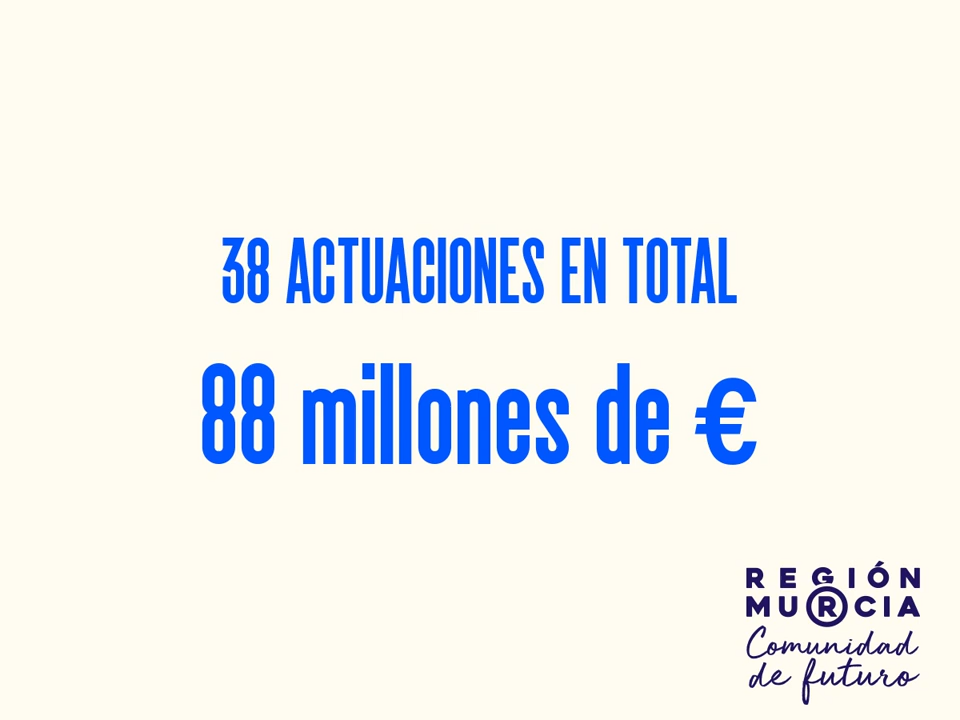 38 ACTUACIONES EN TOTAL
88 millones de €
REGIÓN
MURCIA
Comunidad
de futuro